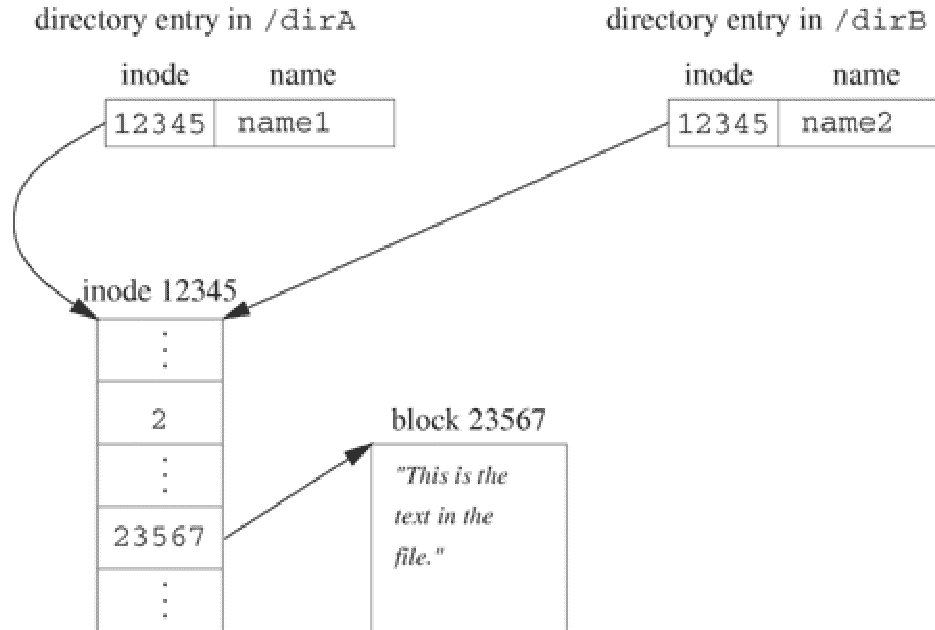 directory entry in /dirA
directory entry in /dirB
inode name
inode name
12345 name1
12345 name2
inode 12345
⋮
2
⋮
23567
⋮
block 23567
"This is the
text in the
file."